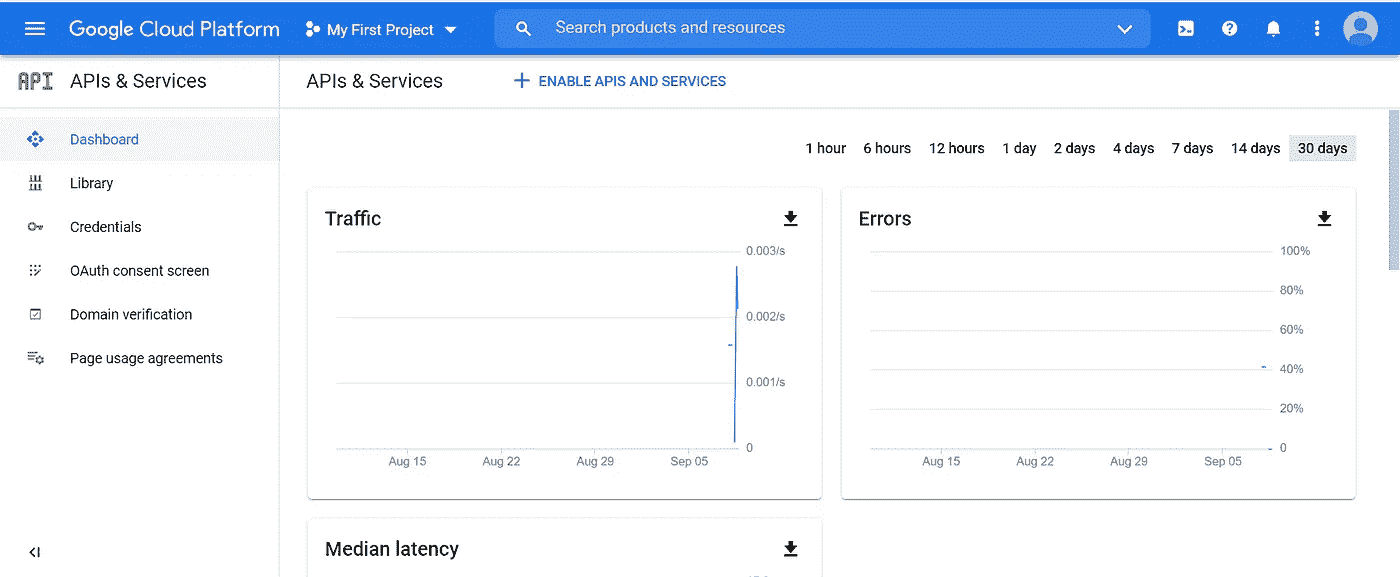 Google Cloud Platform
My First Project
Search products and resources
API
APIs & Services
APIs & Services
ENABLE APIS AND SERVICES
Dashboard
Library
Credentials
OAuth consent screen
Domain verification
Page usage agreements
1 hour 6 hours 12 hours 1 day 2 days 4 days 7 days 14 days 30 days
Traffic
0.003/s
0.002/s
0.001/s
0
Aug 15 Aug 22 Aug 29 Sep 05
Errors
100%
80%
60%
40%
20%
0
Aug 15 Aug 22 Aug 29 Sep 05
Median latency